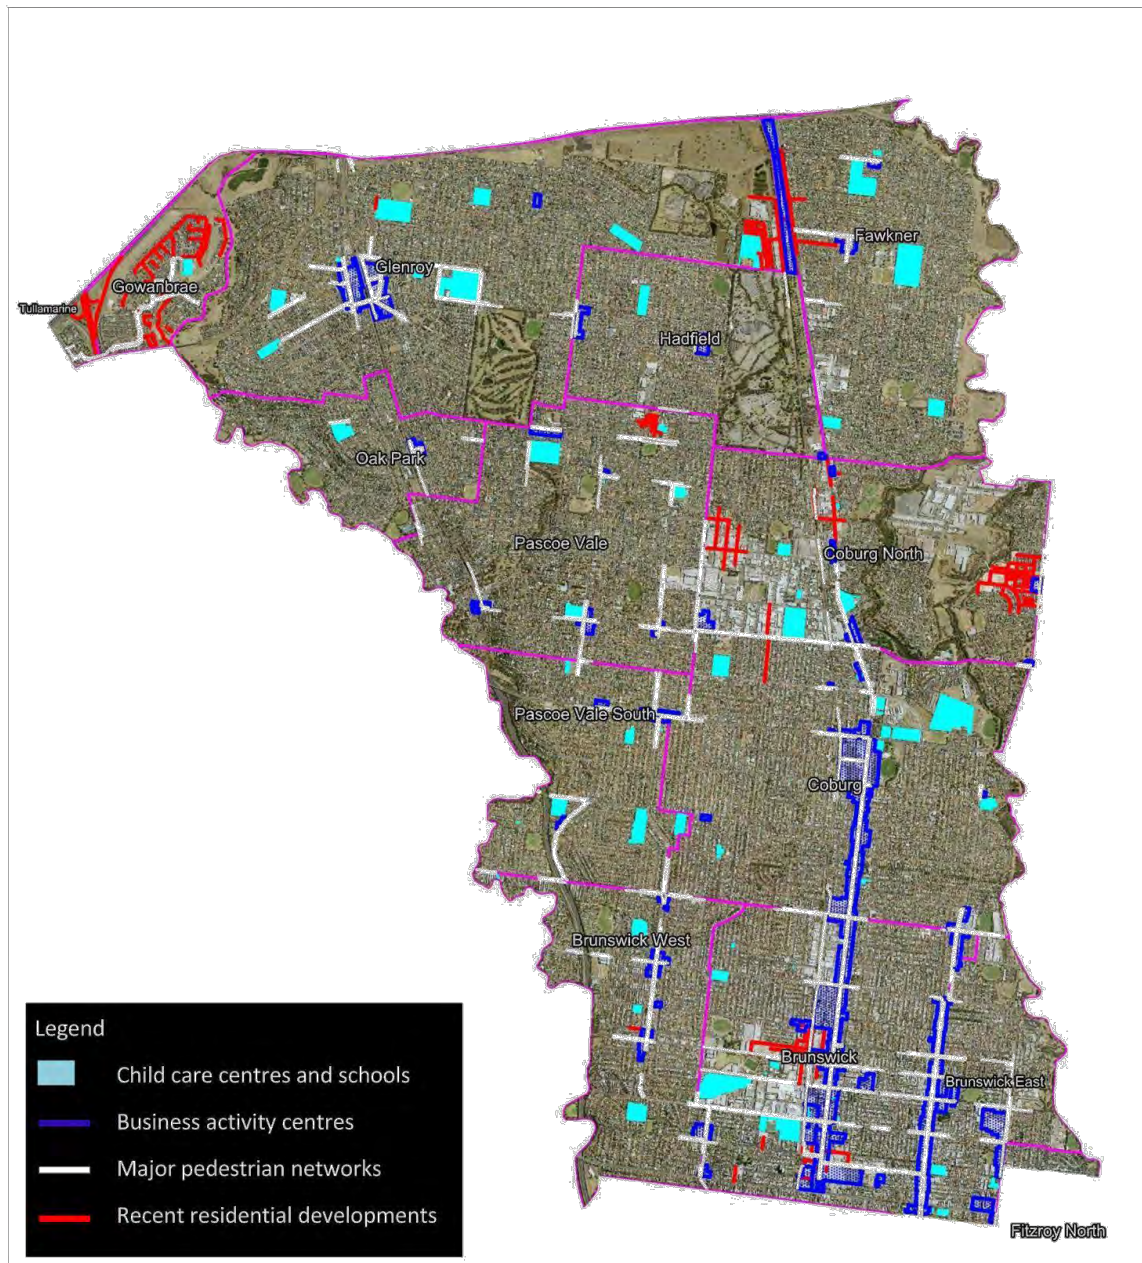 Fawkner
Glenroy
Gowanbrae
Tullamarine
Hadfield
Oak Park
Pascoe Vale
Coburg North
Pascoe Vale South
Coburg
Brunswick West
Brunswick
Brunswick East
Fitzroy North
Legend
Child care centres and schools
Business activity centres
Major pedestrian networks
Recent residential developments